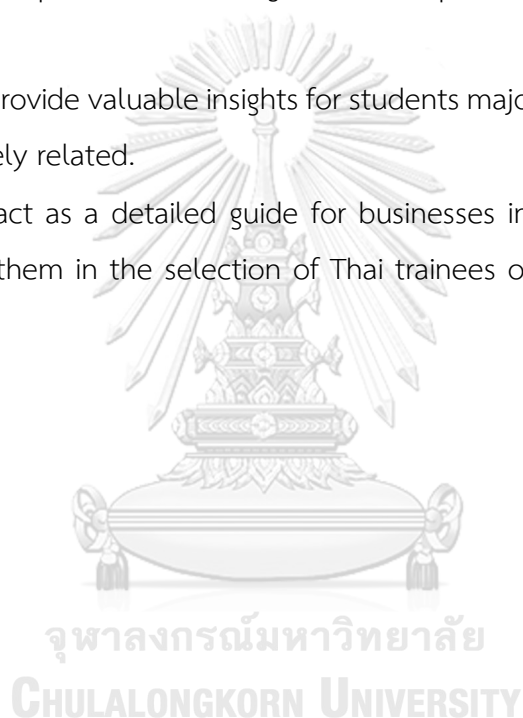 rovide valuable insights for students majo
ely related.
act as a detailed guide for businesses in
them in the selection of Thai trainees o
จุฬาลงกรณ์มหาวิทยาลัย
CHULALONGKORN UNIVERSITY